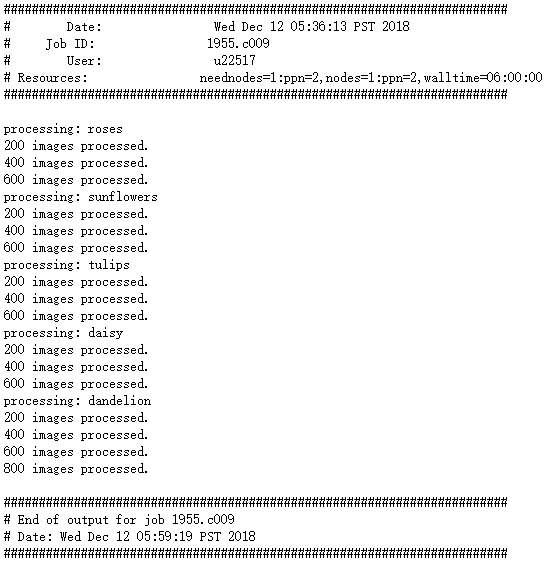 ########################################################################
#        Date:           Wed Dec 12 05:36:13 PST 2018
#     Job ID:           1955.c009
#        User:           u22517
# Resources:           neednodes=1:ppn=2,nodes=1:ppn=2,walltime=06:00:00
########################################################################
processing: roses
200 images processed.
400 images processed.
600 images processed.
processing: sunflowers
200 images processed.
400 images processed.
600 images processed.
processing: tulips
200 images processed.
400 images processed.
600 images processed.
processing: daisy
200 images processed.
400 images processed.
600 images processed.
processing: dandelion
200 images processed.
400 images processed.
600 images processed.
800 images processed.
########################################################################
# End of output for job 1955.c009
# Date: Wed Dec 12 05:59:19 PST 2018
########################################################################